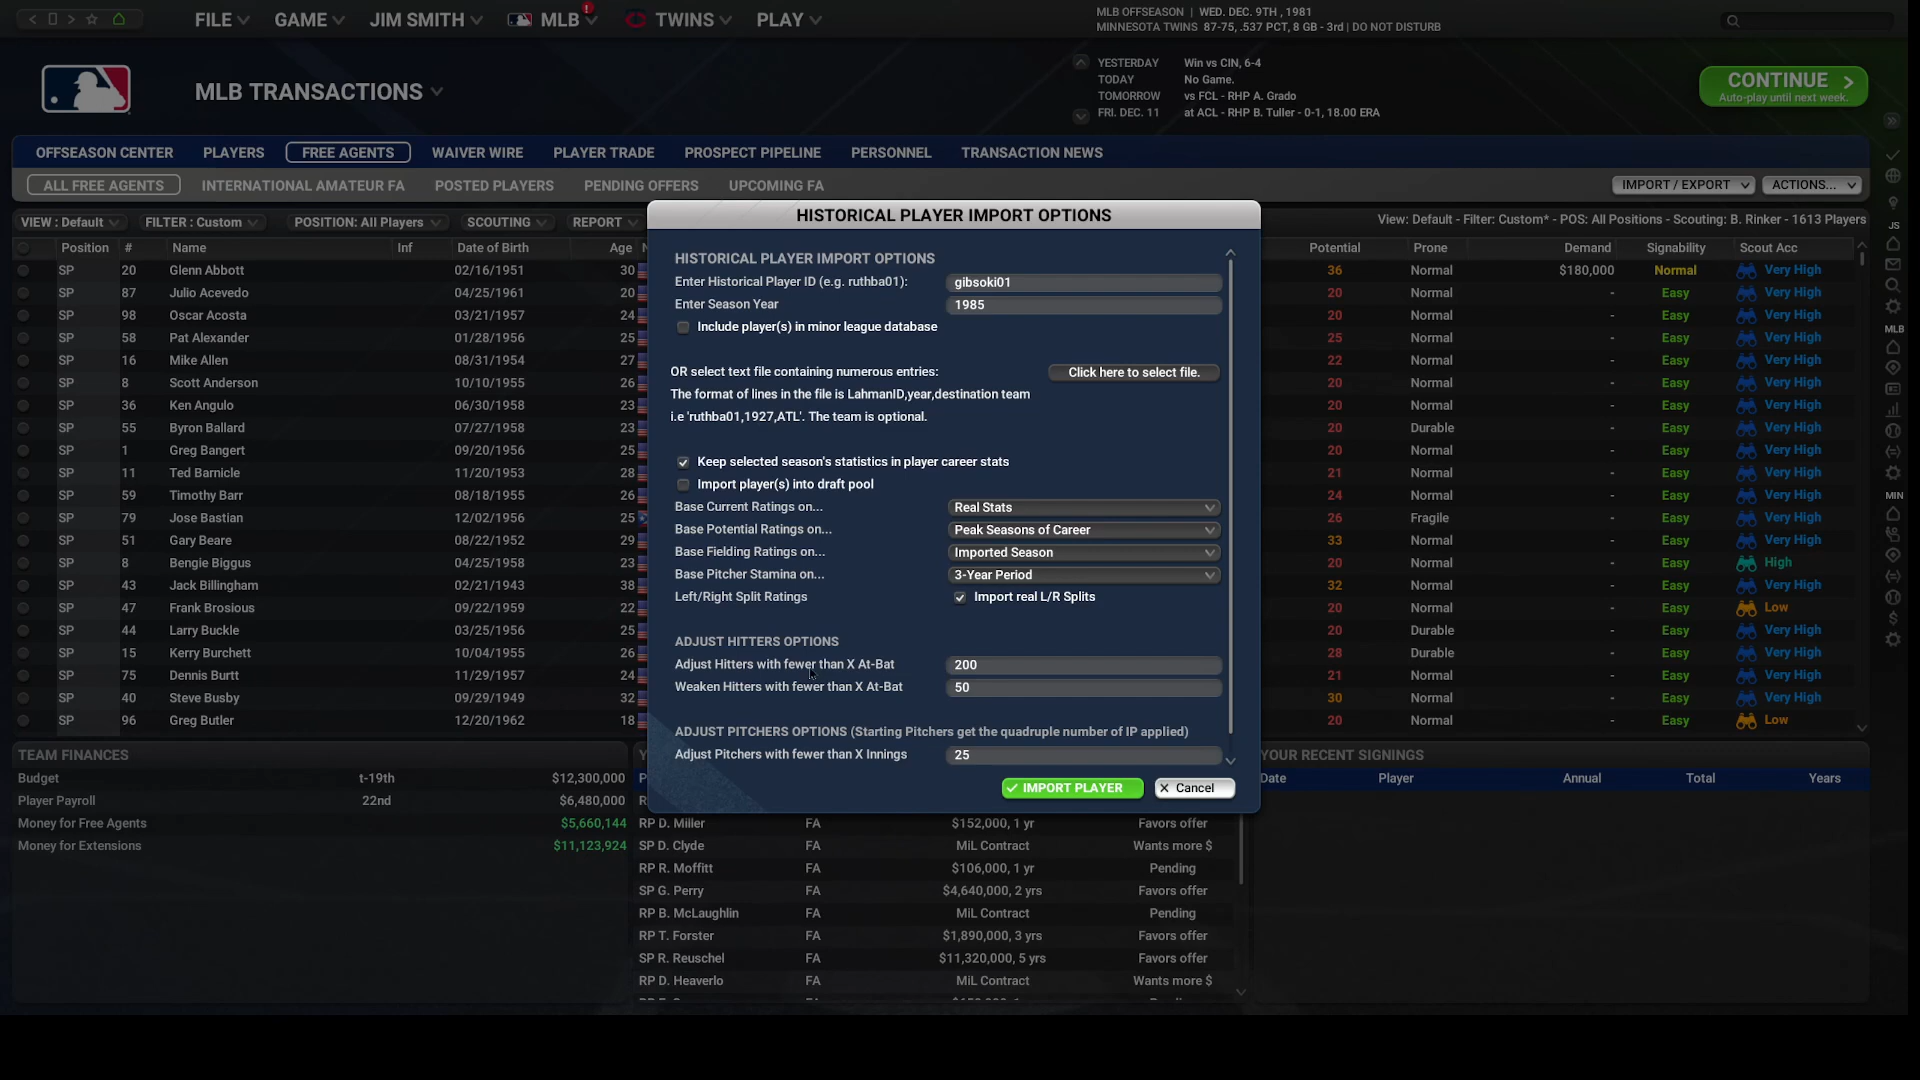 FILE GAME JIM SMITH MLB ! TWINS PLAY
MLB OFFSEASON | WED. DEC. 9TH , 1981
MINNESOTA TWINS 87-75, .537 PCT, 8 GB - 3rd | DO NOT DISTURB
MLB TRANSACTIONS
YESTERDAY Win vs CIN, 6-4
TODAY No Game.
TOMORROW vs FCL - RHP A. Grado
FRI. DEC. 11 at ACL - RHP B. Tuller - 0-1, 18.00 ERA
CONTINUE
Auto-play until next week.
OFFSEASON CENTER PLAYERS FREE AGENTS WAIVER WIRE PLAYER TRADE PROSPECT PIPELINE PERSONNEL TRANSACTION NEWS
ALL FREE AGENTS INTERNATIONAL AMATEUR FA POSTED PLAYERS PENDING OFFERS UPCOMING FA IMPORT / EXPORT ACTIONS...
VIEW : Default FILTER : Custom POSITION: All Players SCOUTING REPORT
View: Default - Filter: Custom* - POS: All Positions - Scouting: B. Rinker - 1613 Players
Position # Name Inf Date of Birth Age Potential Prone Demand Signability Scout Acc
SP 20 Glenn Abbott 02/16/1951 30 36 Normal $180,000 Normal Very High
SP 87 Julio Acevedo 04/25/1961 20 20 Normal - Easy Very High
SP 98 Oscar Acosta 03/21/1957 24 20 Normal - Easy Very High
SP 58 Pat Alexander 01/28/1956 25 25 Normal - Easy Very High
SP 16 Mike Allen 08/31/1954 27 22 Normal - Easy Very High
SP 8 Scott Anderson 10/10/1955 26 20 Normal - Easy Very High
SP 36 Ken Angulo 06/30/1958 23 20 Normal - Easy Very High
SP 55 Byron Ballard 07/27/1958 23 20 Durable - Easy Very High
SP 1 Greg Bangert 09/20/1956 25 20 Normal - Easy Very High
SP 11 Ted Barnicle 11/20/1953 28 21 Normal - Easy Very High
SP 59 Timothy Barr 08/18/1955 26 24 Normal - Easy Very High
SP 79 Jose Bastian 12/02/1956 25 26 Fragile - Easy Very High
SP 51 Gary Beare 08/22/1952 29 33 Normal - Easy Very High
SP 8 Bengie Biggus 04/25/1958 23 20 Normal - Easy High
SP 43 Jack Billingham 02/21/1943 38 32 Normal - Easy Very High
SP 47 Frank Brosious 09/22/1959 22 20 Normal - Easy Low
SP 44 Larry Buckle 03/25/1956 25 20 Durable - Easy Very High
SP 15 Kerry Burchett 10/04/1955 26 28 Durable - Easy Very High
SP 75 Dennis Burtt 11/29/1957 24 21 Normal - Easy Very High
SP 40 Steve Busby 09/29/1949 32 30 Normal - Easy Very High
SP 96 Greg Butler 12/20/1962 18 20 Normal - Easy Low
JS
MLB
MIN
HISTORICAL PLAYER IMPORT OPTIONS
HISTORICAL PLAYER IMPORT OPTIONS
Enter Historical Player ID (e.g. ruthba01): gibsoki01
Enter Season Year 1985
Include player(s) in minor league database
OR select text file containing numerous entries: Click here to select file.
The format of lines in the file is LahmanID,year,destination team
i.e 'ruthba01,1927,ATL'. The team is optional.
Keep selected season's statistics in player career stats
Import player(s) into draft pool
Base Current Ratings on... Real Stats
Base Potential Ratings on... Peak Seasons of Career
Base Fielding Ratings on... Imported Season
Base Pitcher Stamina on... 3-Year Period
Left/Right Split Ratings Import real L/R Splits
ADJUST HITTERS OPTIONS
Adjust Hitters with fewer than X At-Bat 200
Weaken Hitters with fewer than X At-Bat 50
ADJUST PITCHERS OPTIONS (Starting Pitchers get the quadruple number of IP applied)
Adjust Pitchers with fewer than X Innings 25
IMPORT PLAYER Cancel
TEAM FINANCES
Budget t-19th $12,300,000
Player Payroll 22nd $6,480,000
Money for Free Agents $5,660,144
Money for Extensions $11,123,924
RP D. Miller FA $152,000, 1 yr Favors offer
SP D. Clyde FA MiL Contract Wants more $
RP R. Moffitt FA $106,000, 1 yr Pending
SP G. Perry FA $4,640,000, 2 yrs Favors offer
RP B. McLaughlin FA MiL Contract Pending
RP T. Forster FA $1,890,000, 3 yrs Favors offer
SP R. Reuschel FA $11,320,000, 5 yrs Favors offer
RP D. Heaverlo FA MiL Contract Wants more $
YOUR RECENT SIGNINGS
Date Player Annual Total Years